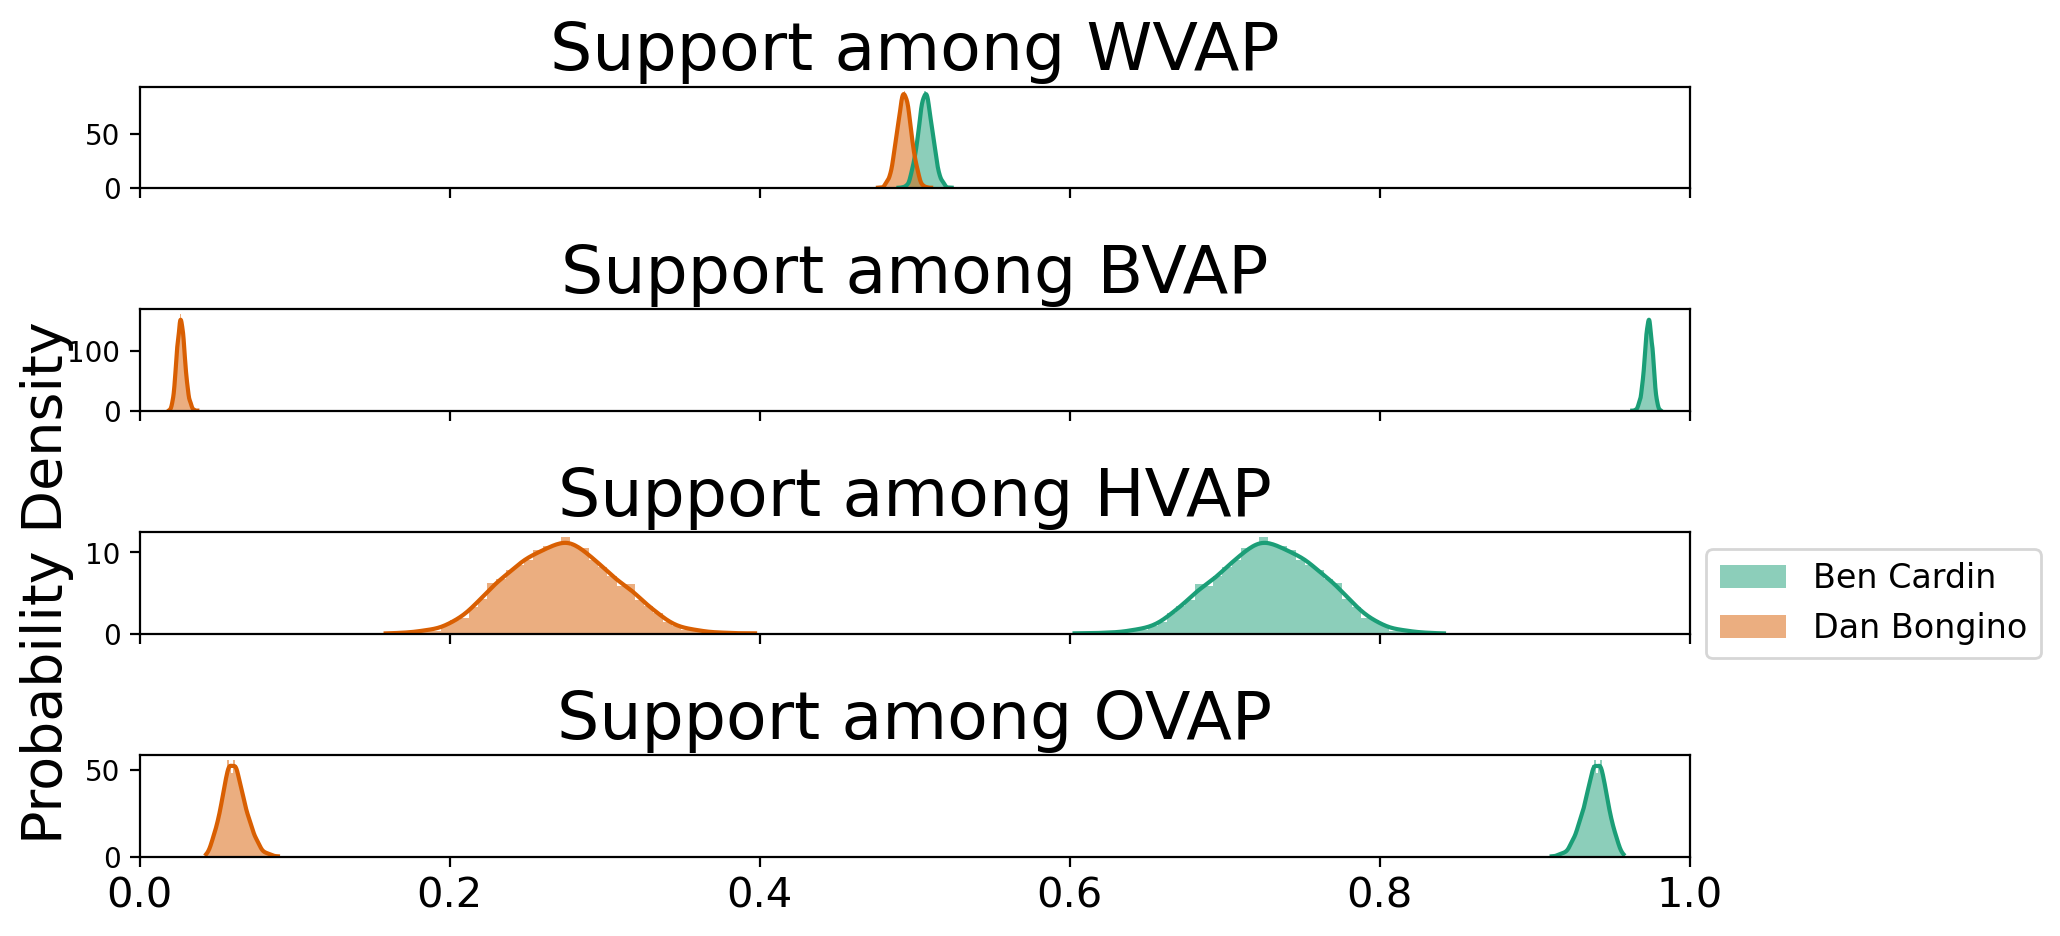 Support among WVAP
50
0
Support among BVAP
100
0
Support among HVAP
10
0
Support among OVAP
50
0
0.0 0.2 0.4 0.6 0.8 1.0
Probability Density
Ben Cardin
Dan Bongino